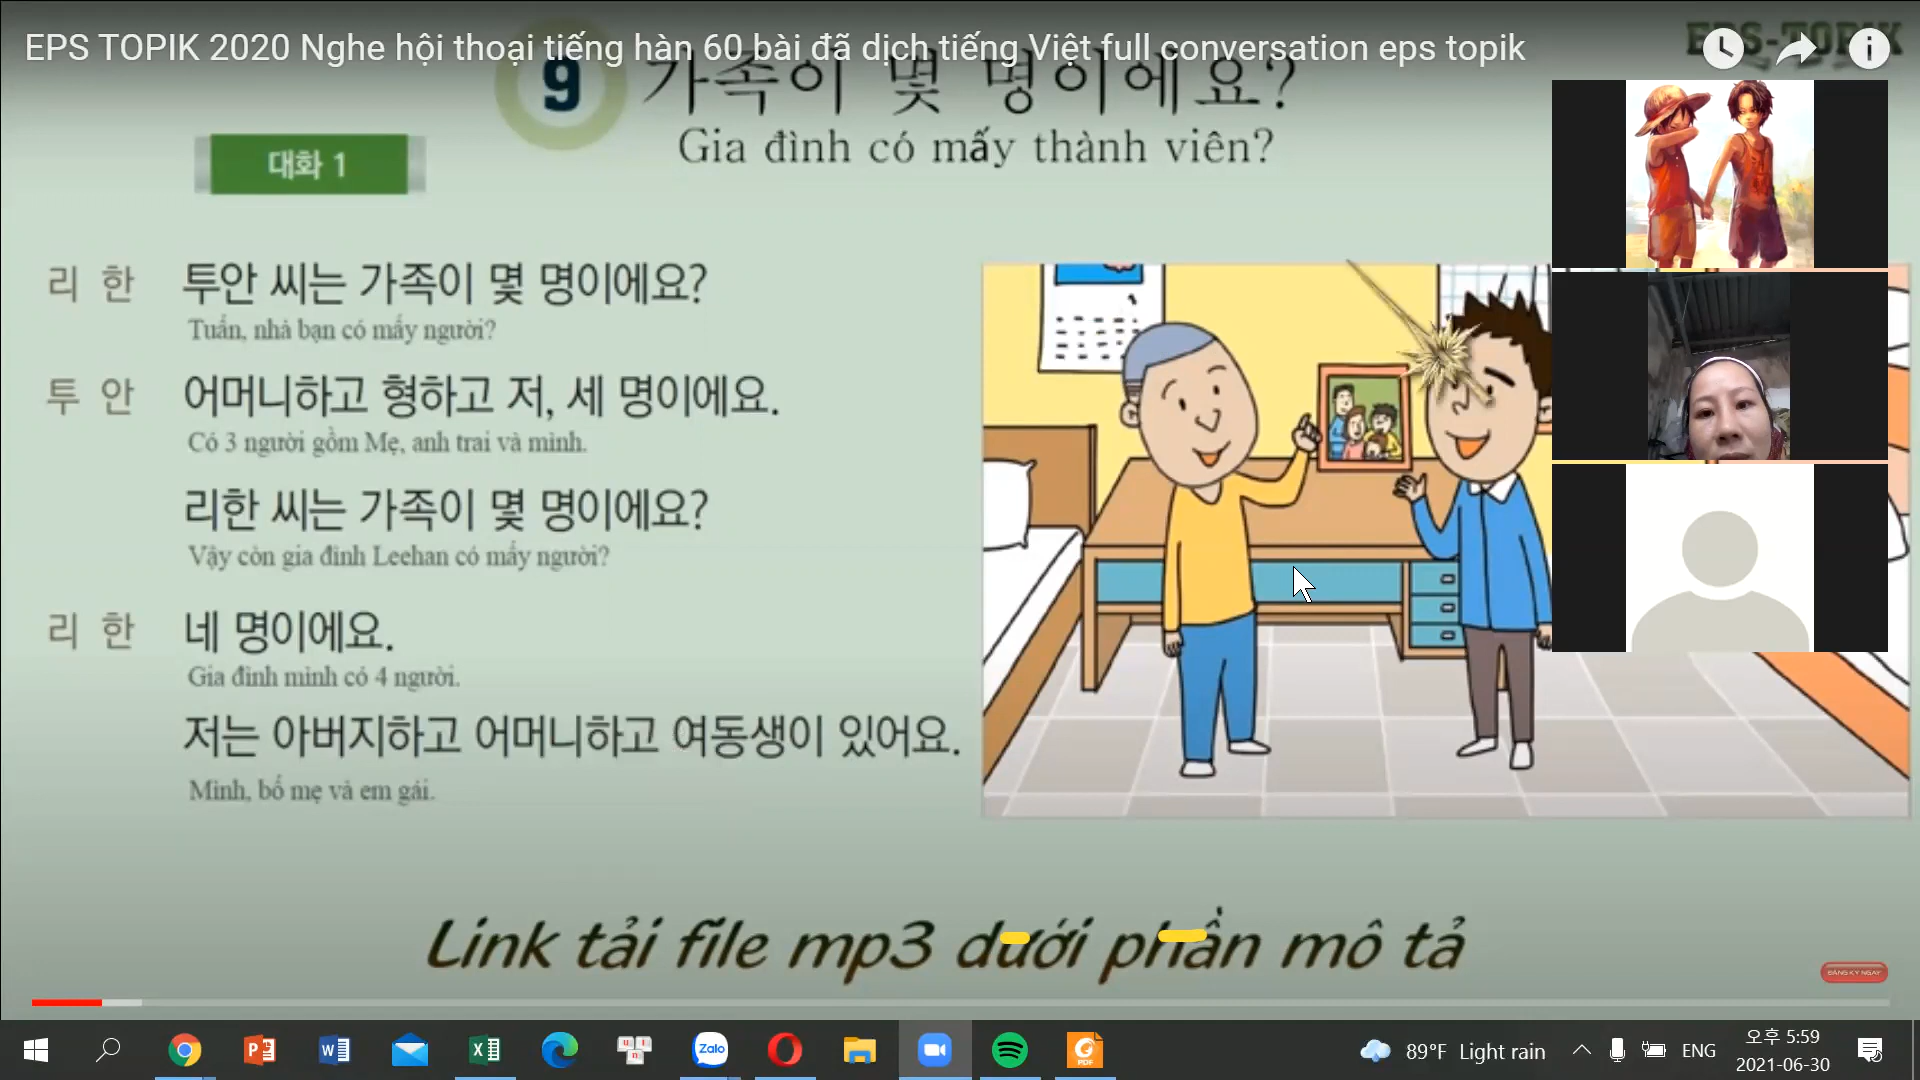 EPS TOPIK 2020 Nghe hội thoại tiếng hàn 60 bài đã dịch tiếng Việt full conversation eps topik
EPS-TOPIK
9 가족이 몇 명이에요?
Gia đình có mấy thành viên?
대화 1
리 한 투안 씨는 가족이 몇 명이에요?
Tuấn, nhà bạn có mấy người?
투 안 어머니하고 형하고 저, 세 명이에요.
Có 3 người gồm Mẹ, anh trai và mình.
리한 씨는 가족이 몇 명이에요?
Vậy còn gia đình Leehan có mấy người?
리 한 네 명이에요.
Gia đình mình có 4 người.
저는 아버지하고 어머니하고 여동생이 있어요.
Mình, bố mẹ và em gái.
Link tải file mp3 dưới phần mô tả
ĐĂNG KÝ NGAY
Zalo
PDF
89°F Light rain
ENG
오후 5:59
2021-06-30